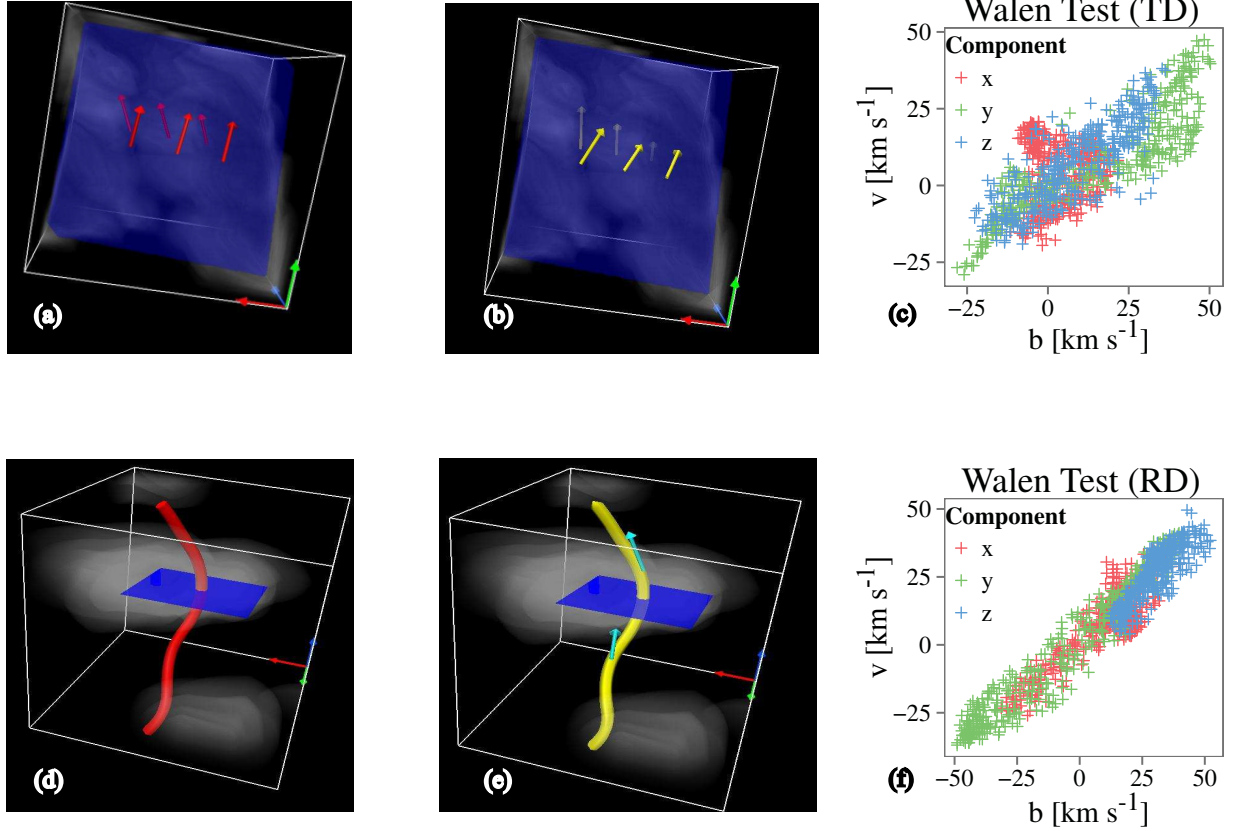 (a)
(b)
Walen Test (TD)
Component
x
y
z
50
25
0
−25
v [km s-1]
−25 0 25 50
b [km s-1]
(c)
(d)
(e)
Walen Test (RD)
Component
x
y
z
50
25
0
−25
v [km s-1]
−50 −25 0 25 50
b [km s-1]
(f)